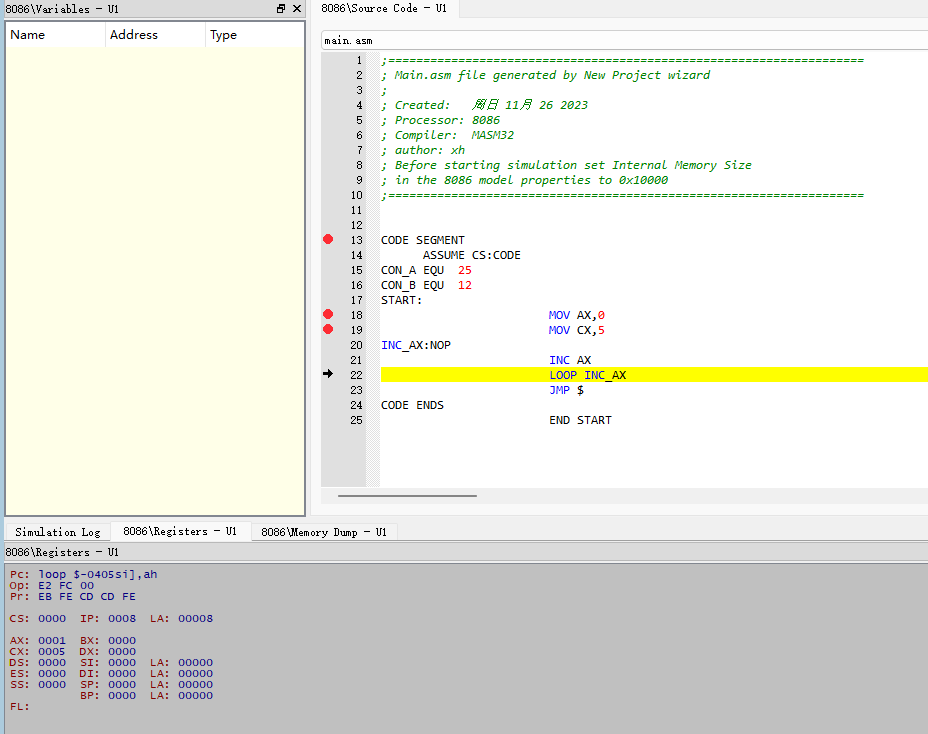 8086\Variables - U1
Name Address Type
8086\Source Code - U1
main.asm
1 ;====================================================================
2 ; Main.asm file generated by New Project wizard
3 ;
4 ; Created:   周日 11月 26 2023
5 ; Processor: 8086
6 ; Compiler:  MASM32
7 ; author: xh
8 ; Before starting simulation set Internal Memory Size
9 ; in the 8086 model properties to 0x10000
10 ;====================================================================
11
12
13 CODE SEGMENT
14 ASSUME CS:CODE
15 CON_A EQU  25
16 CON_B EQU  12
17 START:
18 MOV AX,0
19 MOV CX,5
20 INC_AX:NOP
21 INC AX
22 LOOP INC_AX
23 JMP $
24 CODE ENDS
25 END START
Simulation Log 8086\Registers - U1 8086\Memory Dump - U1
8086\Registers - U1
Pc: loop $-0405si],ah
Op: E2 FC 00
Pr: EB FE CD CD FE
CS: 0000  IP: 0008  LA: 00008
AX: 0001  BX: 0000
CX: 0005  DX: 0000
DS: 0000  SI: 0000  LA: 00000
ES: 0000  DI: 0000  LA: 00000
SS: 0000  SP: 0000  LA: 00000
BP: 0000  LA: 00000
FL: